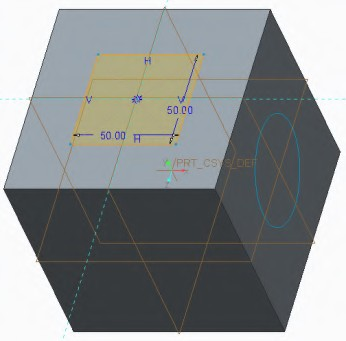 H
V
V
50.00
50.00
H
PRT_CSYS_DEF